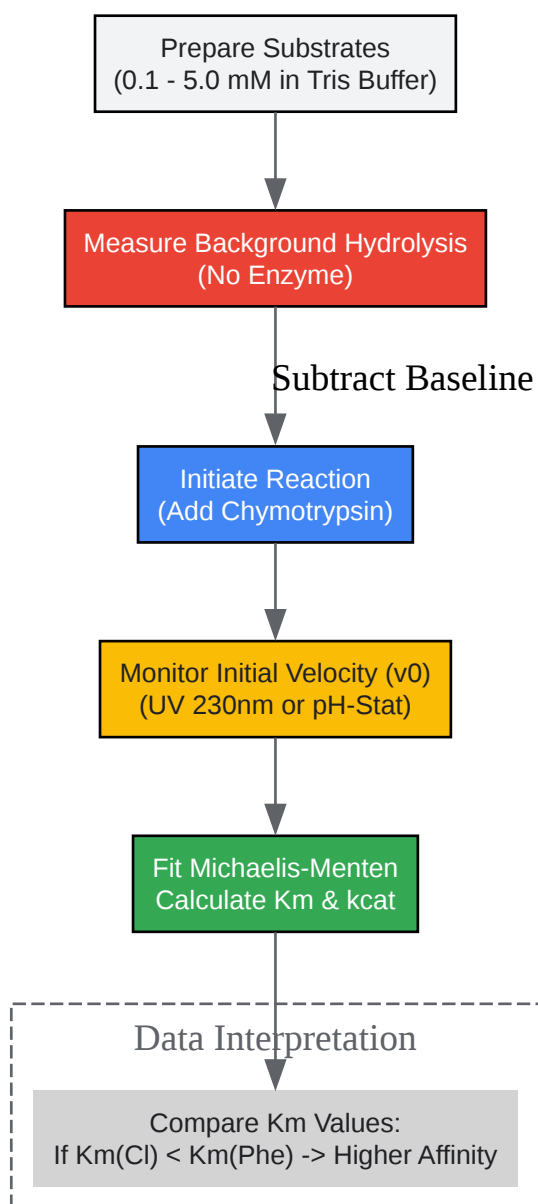 Prepare Substrates
(0.1 - 5.0 mM in Tris Buffer)
Measure Background Hydrolysis
(No Enzyme)
Subtract Baseline
Initiate Reaction
(Add Chymotrypsin)
Monitor Initial Velocity (v0)
(UV 230nm or pH-Stat)
Fit Michaelis-Menten
Calculate Km & kcat
Data Interpretation
Compare Km Values:
If Km(Cl) < Km(Phe) -> Higher Affinity